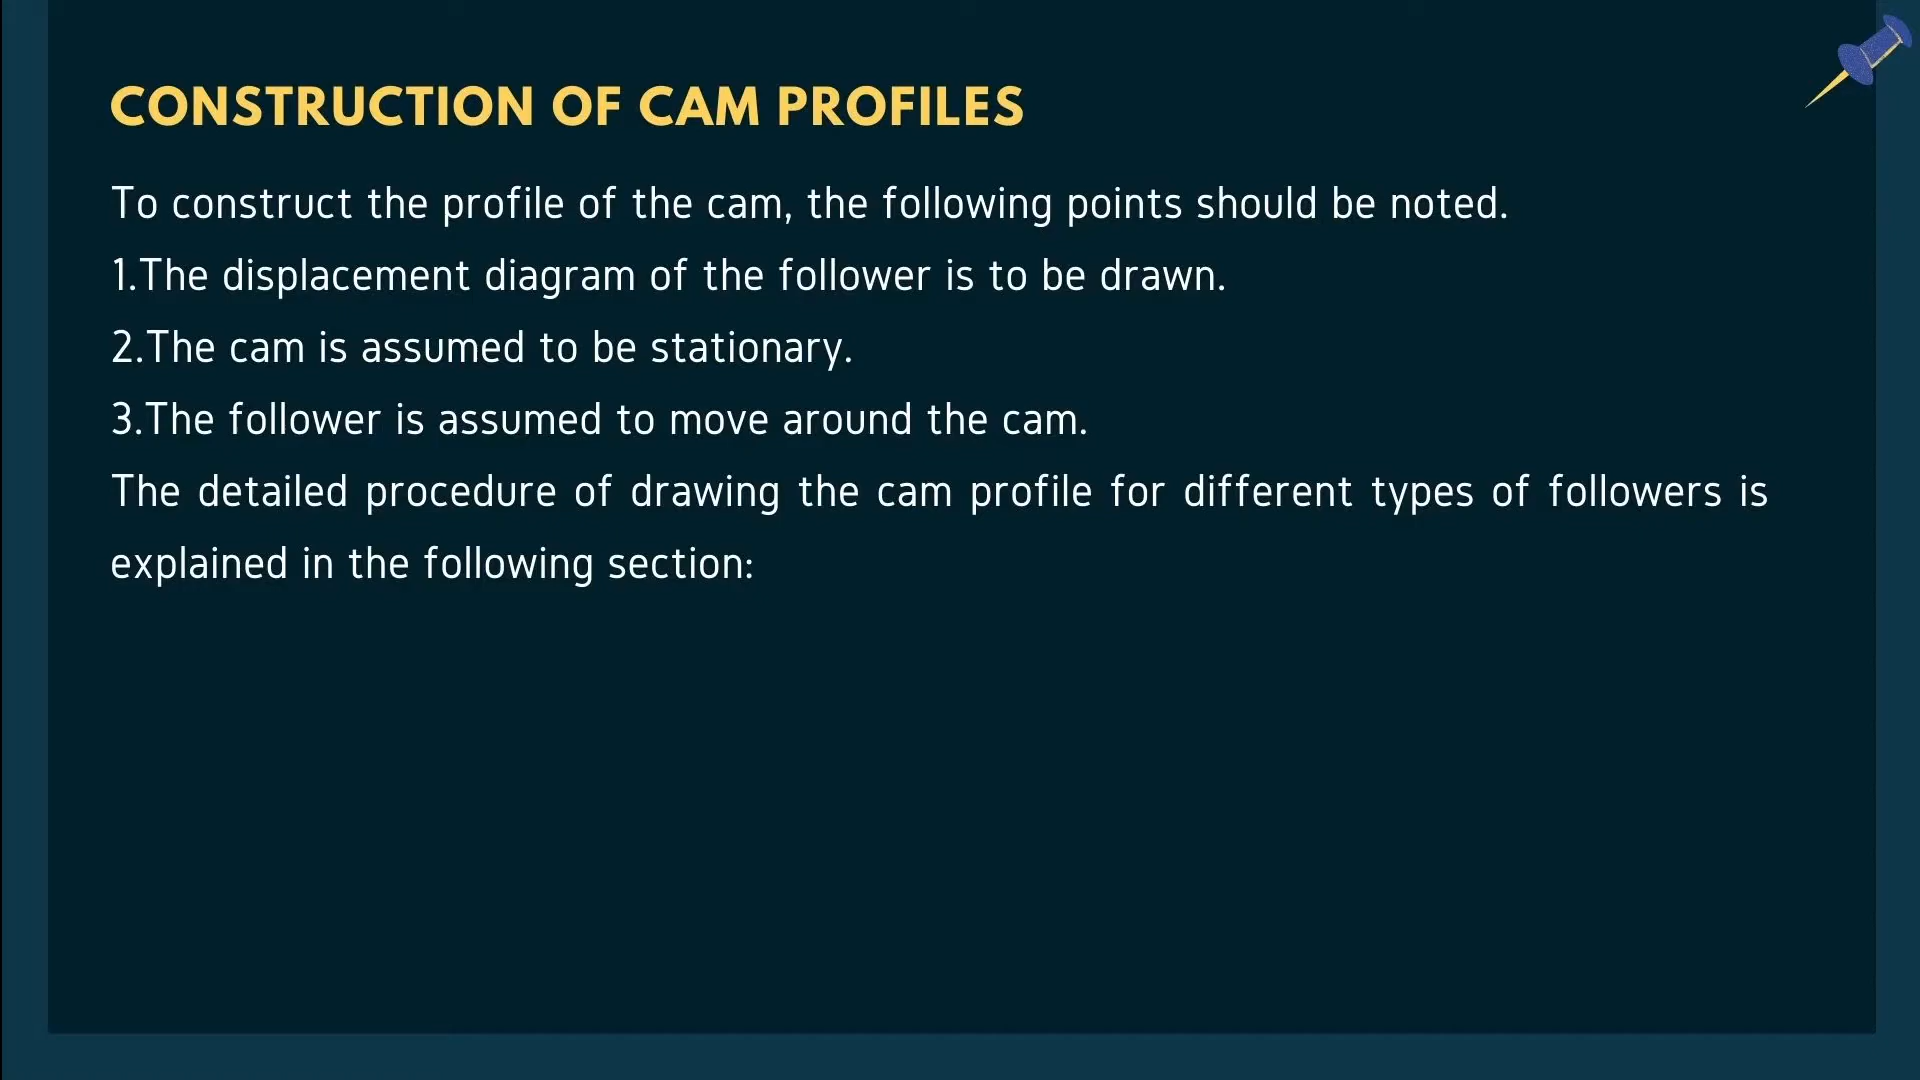 CONSTRUCTION OF CAM PROFILES
To construct the profile of the cam, the following points should be noted.
1.The displacement diagram of the follower is to be drawn.
2.The cam is assumed to be stationary.
3.The follower is assumed to move around the cam.
The detailed procedure of drawing the cam profile for different types of followers is
explained in the following section: